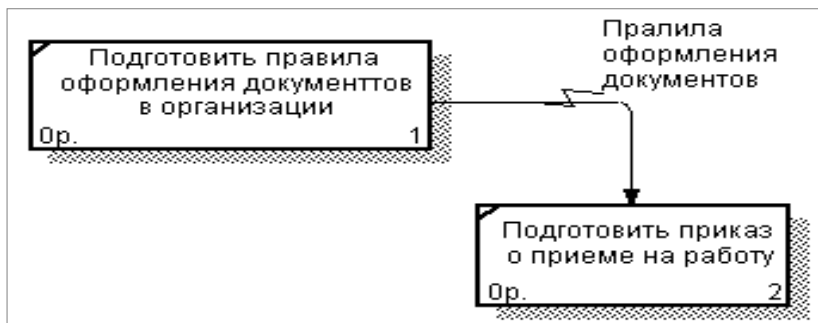 Подготовить правила
оформления документтов
в организации
0р.
1
Пралила
оформления
документов
Подготовить приказ
о приеме на работу
0р.
2